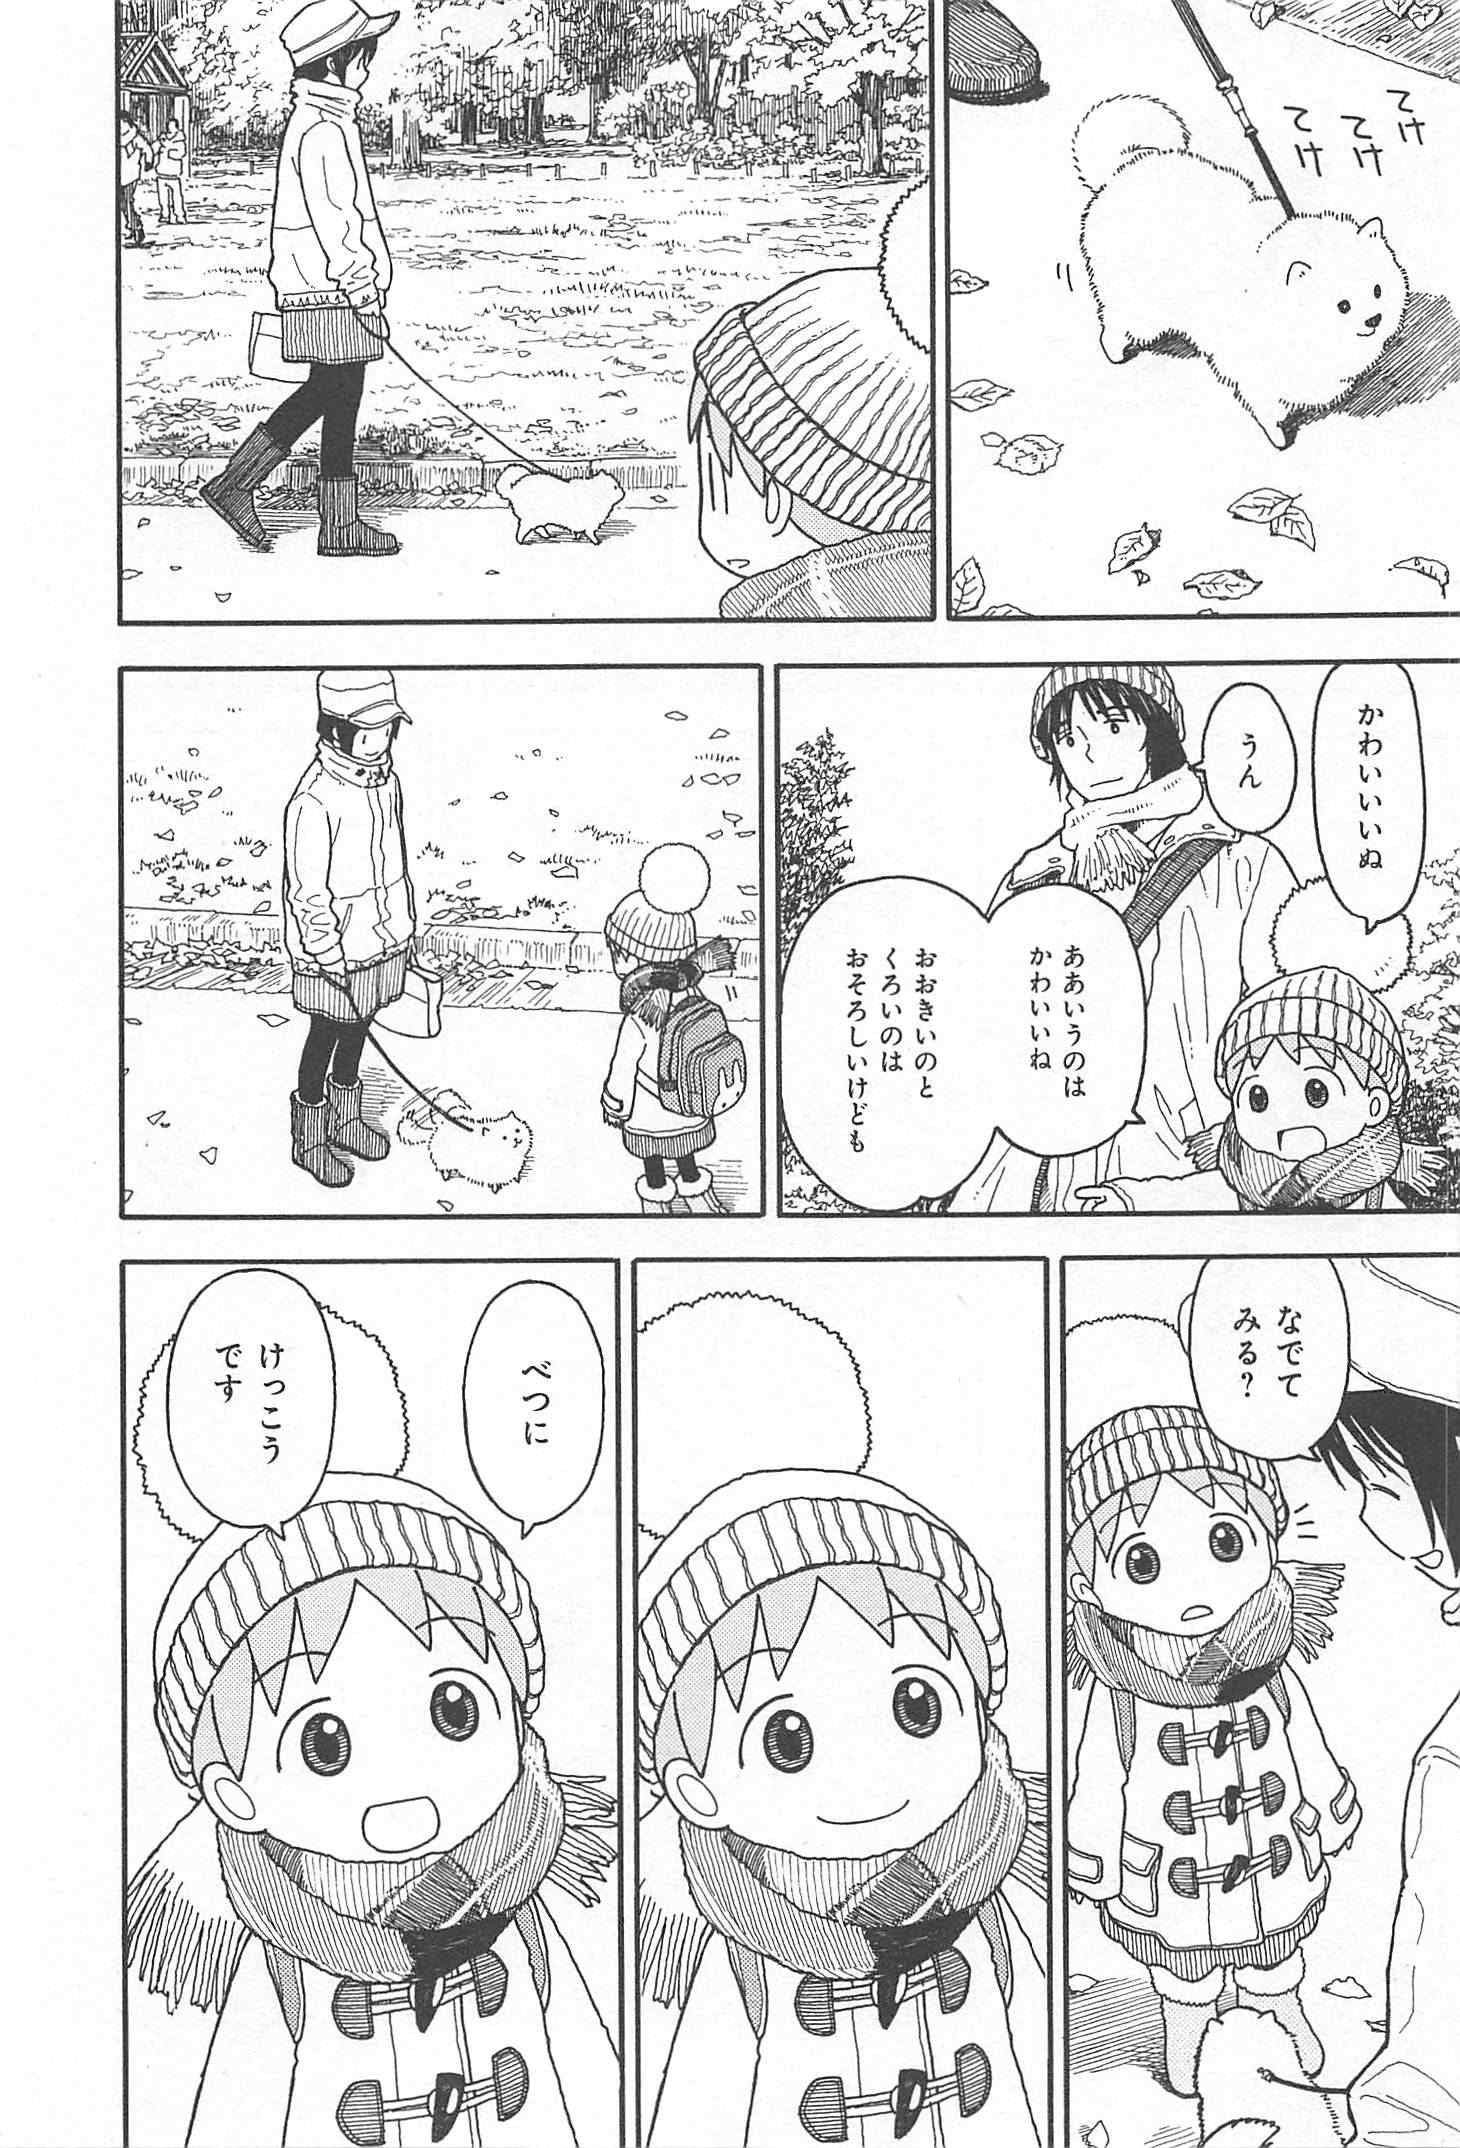 てけ
てけ
てけ
かわいいいぬ
うん
ああいうのは
かわいいね
おおきいのと
くろいのは
おそろしいけども
なでて
みる?
べつに
けっこう
です